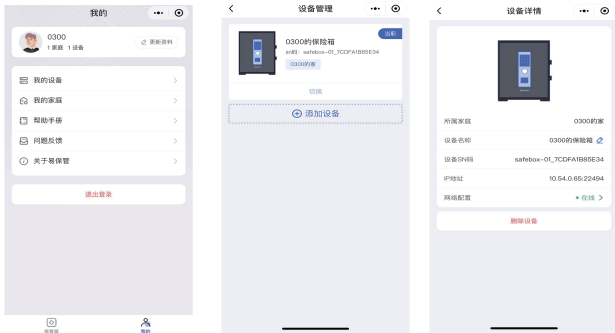 我的
0300
1 家庭 1 设备
更新资料
我的设备
我的家庭
帮助手册
问题反馈
关于易保管
退出登录
我的
设备管理
当前
0300的保险箱
sn码：safebox-01_7CDFA1B85E34
0300的家
切换
添加设备
设备详情
所属家庭 0300的家
设备名称 0300的保险箱
设备SN码 safebox-01_7CDFA1B85E34
IP地址 10.54.0.65:22494
网络配置 在线
删除设备